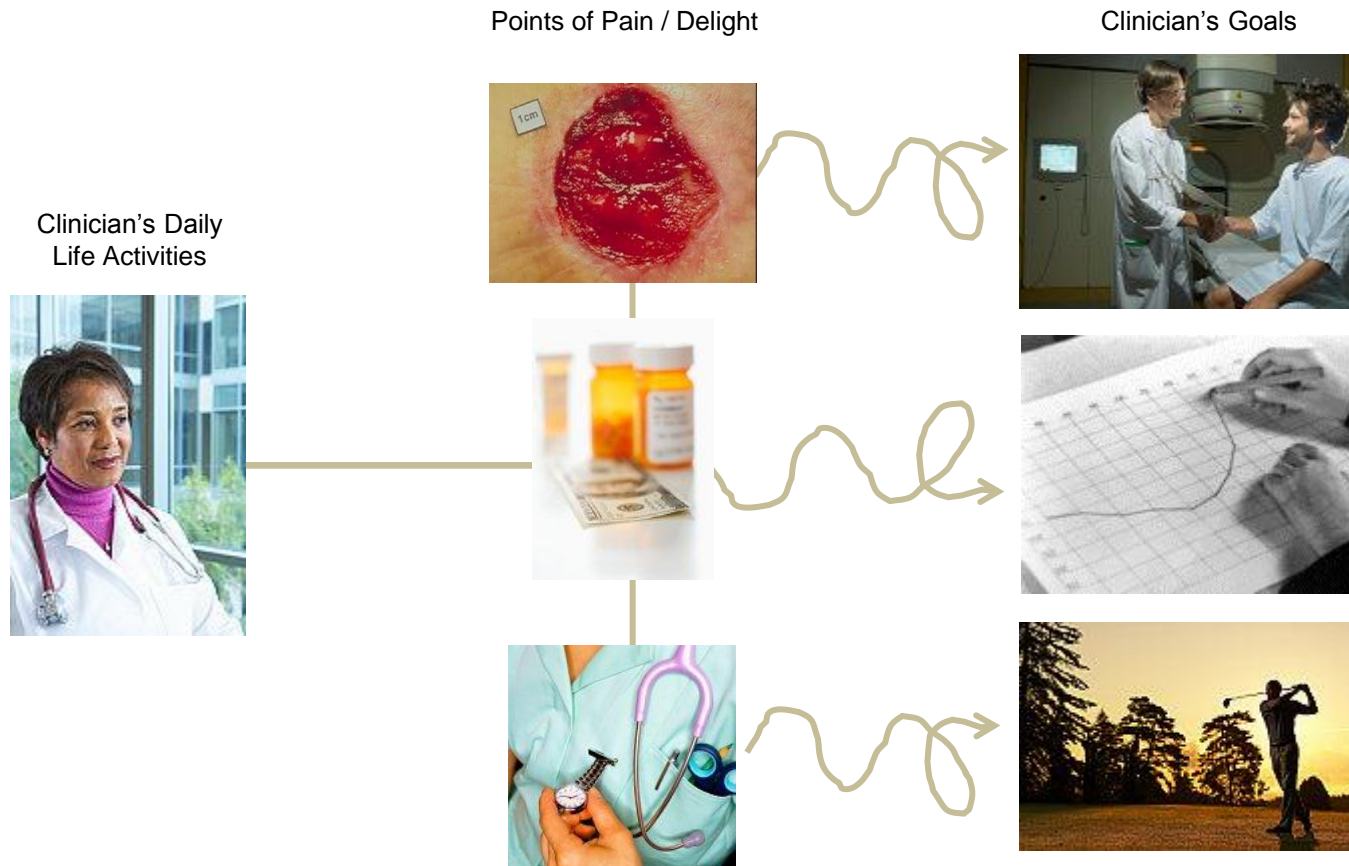 Points of Pain / Delight
Clinician's Goals
1cm
Clinician's Daily
Life Activities